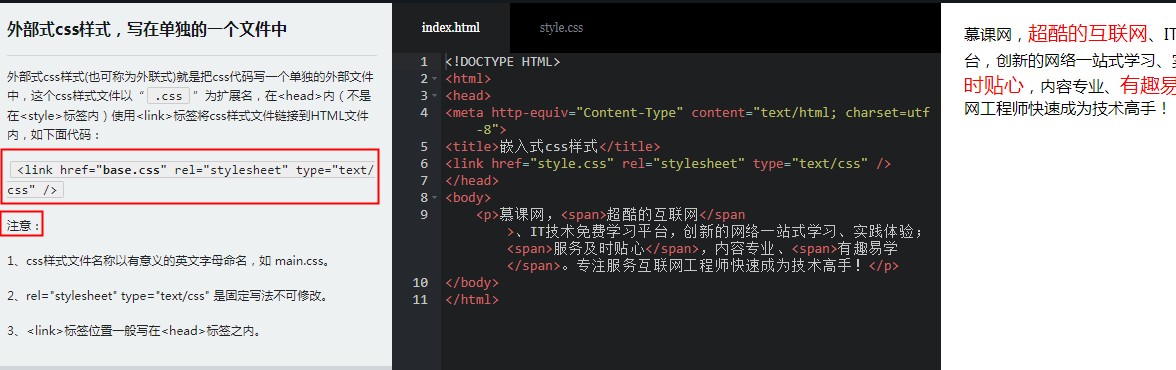 外部式css样式，写在单独的一个文件中
外部式css样式(也可称为外联式)就是把css代码写一个单独的外部文件
中，这个css样式文件以“ .css ”为扩展名，在<head>内（不是
在<style>标签内）使用<link>标签将css样式文件链接到HTML文件
内，如下面代码：
<link href="base.css" rel="stylesheet" type="text/
css" />
注意：
1、css样式文件名称以有意义的英文字母命名，如 main.css。
2、rel="stylesheet" type="text/css" 是固定写法不可修改。
3、<link>标签位置一般写在<head>标签之内。
index.html style.css
1 <!DOCTYPE HTML>
2 <html>
3 <head>
4 <meta http-equiv="Content-Type" content="text/html; charset=utf
-8">
5 <title>嵌入式css样式</title>
6 <link href="style.css" rel="stylesheet" type="text/css" />
7 </head>
8 <body>
9 <p>慕课网，<span>超酷的互联网</span
>、IT技术免费学习平台，创新的网络一站式学习、实践体验；
<span>服务及时贴心</span>，内容专业、<span>有趣易学
</span>。专注服务互联网工程师快速成为技术高手！</p>
10 </body>
11 </html>
慕课网，超酷的互联网、IT
台，创新的网络一站式学习、
时贴心，内容专业、有趣易
网工程师快速成为技术高手！